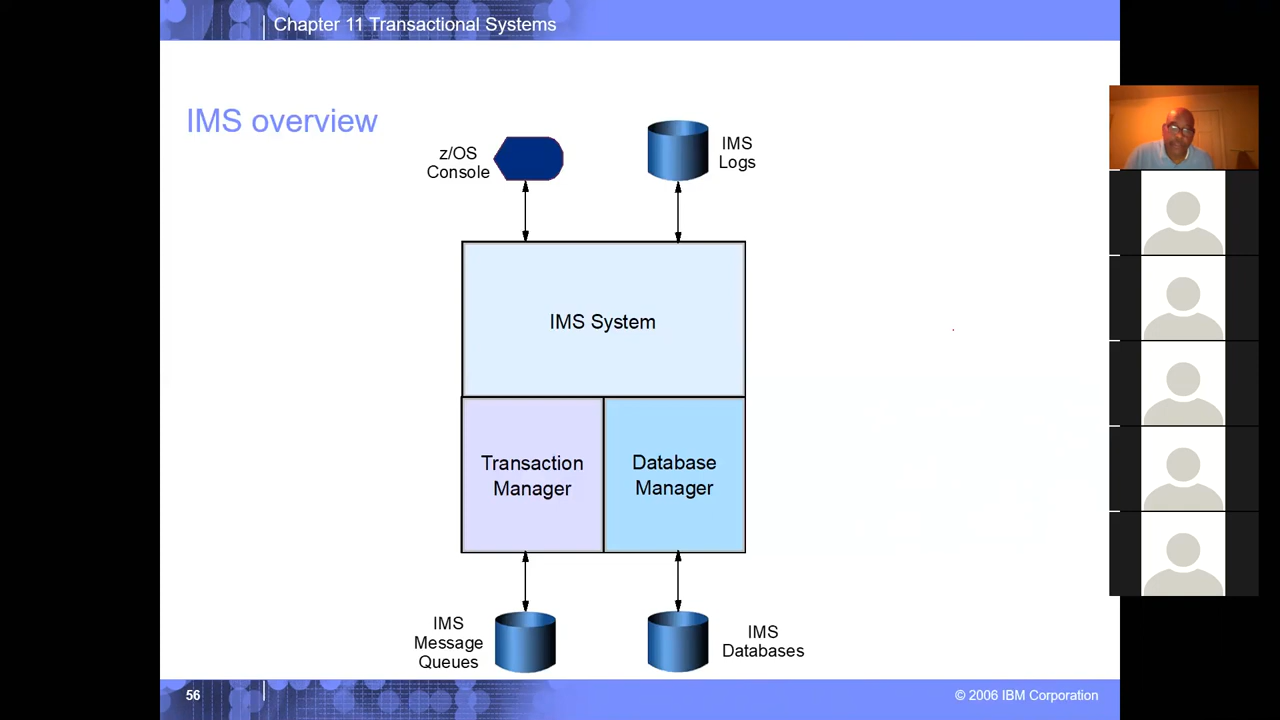 Chapter 11 Transactional Systems
IMS overview
z/OS
Console
IMS
Logs
IMS System
Transaction
Manager
Database
Manager
IMS
Message
Queues
IMS
Databases
56
© 2006 IBM Corporation